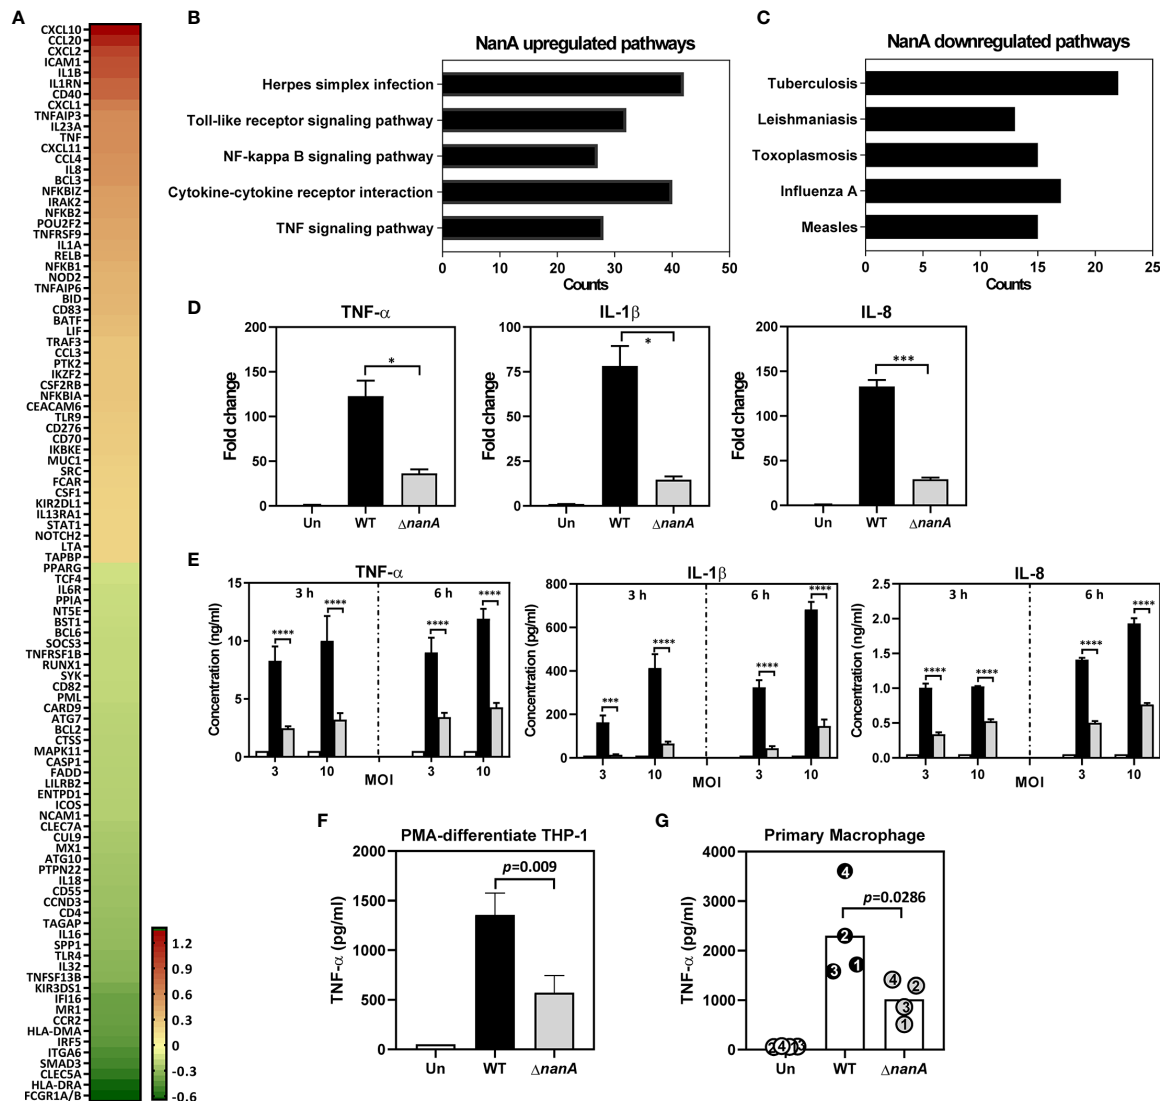 A
CXCL10
CCL20
CXCL2
ICAM1
IL1B
IL1RN
CD40
CXCL1
TNFAIP3
IL23A
TNF
CXCL11
CCL4
IL8
BCL3
NFKBIZ
IRAK2
NFKB2
POU2F2
TNFRSF9
IL1A
RELB
NFKB1
NOD2
TNFAIP6
BID
CD83
BATF
LIF
TRAF3
CCL3
PTK2
IKZF2
CSF2RB
NFKBIA
CEACAM6
TLR9
CD276
CD70
IKBKE
MUC1
SRC
FCAR
CSF1
KIR2DL1
IL13RA1
STAT1
NOTCH2
LTA
TAPBP
PPARG
TCF4
IL6R
PPIA
NT5E
BST1
BCL6
SOCS3
TNFRSF1B
RUNX1
SYK
CD82
PML
CARD9
ATG7
BCL2
CTSS
MAPK11
CASP1
FADD
LILRB2
ENTPD1
ICOS
NCAM1
CLEC7A
CUL9
MX1
ATG10
PTPN22
IL18
CD55
CCND3
CD4
TAGAP
IL16
SPP1
TLR4
IL32
TNFSF13B
KIR3DS1
IFI16
MR1
CCR2
HLA-DMA
IRF5
ITGA6
SMAD3
CLEC5A
HLA-DRA
FCGR1A/B
1.2
0.9
0.6
0.3
0
-0.3
-0.6
B
NanA upregulated pathways
Herpes simplex infection
Toll-like receptor signaling pathway
NF-kappa B signaling pathway
Cytokine-cytokine receptor interaction
TNF signaling pathway
0 10 20 30 40 50
Counts
C
NanA downregulated pathways
Tuberculosis
Leishmaniasis
Toxoplasmosis
Influenza A
Measles
0 5 10 15 20 25
Counts
D
TNF-α
Fold change
200
150
100
50
0
*
Un WT ΔnanA
IL-1β
Fold change
100
75
50
25
0
*
Un WT ΔnanA
IL-8
Fold change
200
150
100
50
0
***
Un WT ΔnanA
E
TNF-α
Concentration (ng/ml)
15
10
5
0
3 h 6 h
**** **** **** ****
3 10 3 10
MOI
IL-1β
Concentration (pg/ml)
800
600
400
200
0
3 h 6 h
*** **** **** ****
3 10 3 10
MOI
IL-8
Concentration (ng/ml)
2.5
2.0
1.5
1.0
0.5
0.0
3 h 6 h
**** **** **** ****
3 10 3 10
MOI
F
PMA-differentiate THP-1
TNF-α (pg/ml)
2000
1500
1000
500
0
p=0.009
Un WT ΔnanA
G
Primary Macrophage
TNF-α (pg/ml)
4000
3000
2000
1000
0
p=0.0286
4
2
3 1
4 2
3
1
2 4 1 3
Un WT ΔnanA